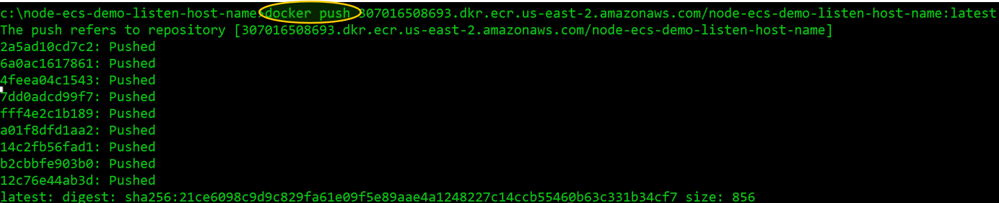 c:\node-ecs-demo-listen-host-name>docker push 307016508693.dkr.ecr.us-east-2.amazonaws.com/node-ecs-demo-listen-host-name:latest
The push refers to repository [307016508693.dkr.ecr.us-east-2.amazonaws.com/node-ecs-demo-listen-host-name]
2a5ad10cd7c2: Pushed
6a0ac1617861: Pushed
4feea04c1543: Pushed
7dd0adcd99f7: Pushed
fff4e2c1b189: Pushed
a01f8dfd1aa2: Pushed
14c2fb56fad1: Pushed
b2cbbfe903b0: Pushed
12c76e44ab3d: Pushed
latest: digest: sha256:21ce6098c9d9c829fa61e09f5e89aae4a1248227c14ccb55460b63c331b34cf7 size: 856